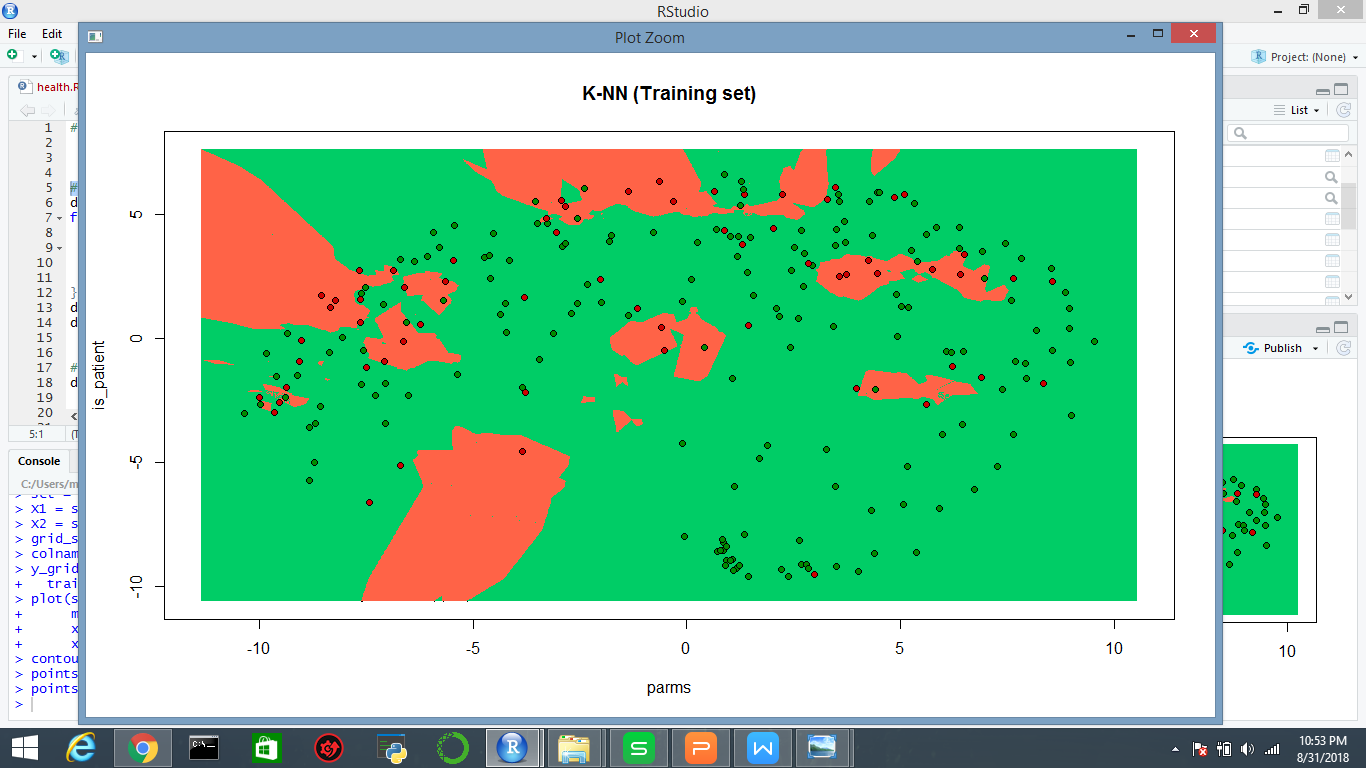 RStudio
File Edit
Plot Zoom
Project: (None)
health.R
List
K-NN (Training set)
1 #
2
3
4
5 #
6 d
7 f
8
9
10
11
12 }
13 d
14 d
15
16
17 #
18 d
19
20
5:1
is_patient
5
0
-5
-10
-10 -5 0 5 10
parms
Publish
10
Console
C:/Users/m
> set =
> X1 = s
> X2 = s
> grid_s
> colnam
> y_grid
+ trai
> plot(s
+ m
+ x
+ x
> contou
> points
> points
>
10:53 PM
8/31/2018